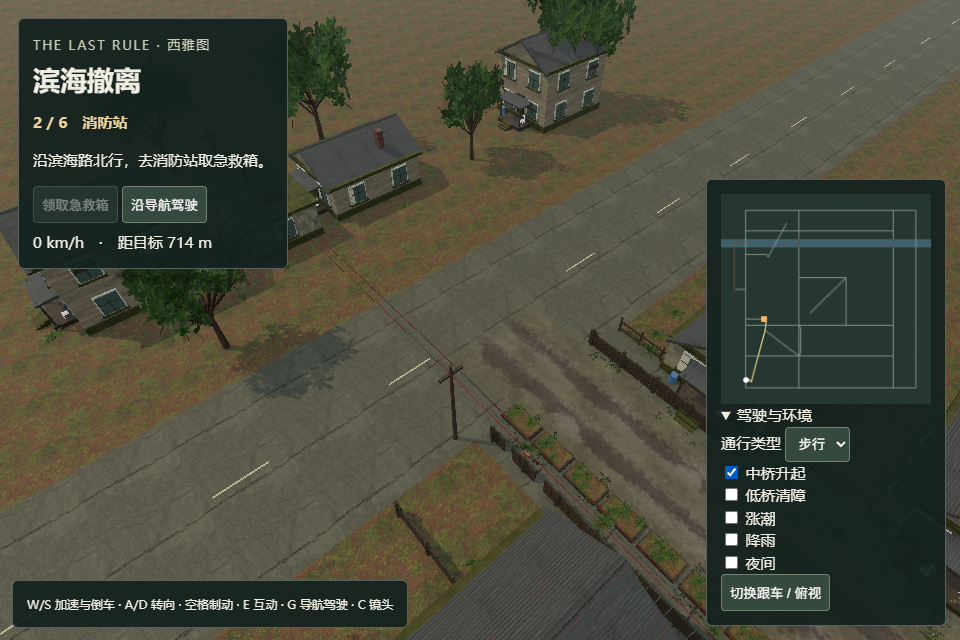 THE LAST RULE · 西雅图
滨海撤离
2 / 6 消防站
沿滨海路北行，去消防站取急救箱。
领取急救箱 沿导航驾驶
0 km/h · 距目标 714 m
▼ 驾驶与环境
通行类型 步行
中桥升起
低桥清障
涨潮
降雨
夜间
切换跟车 / 俯视
W/S 加速与倒车 · A/D 转向 · 空格制动 · E 互动 · G 导航驾驶 · C 镜头